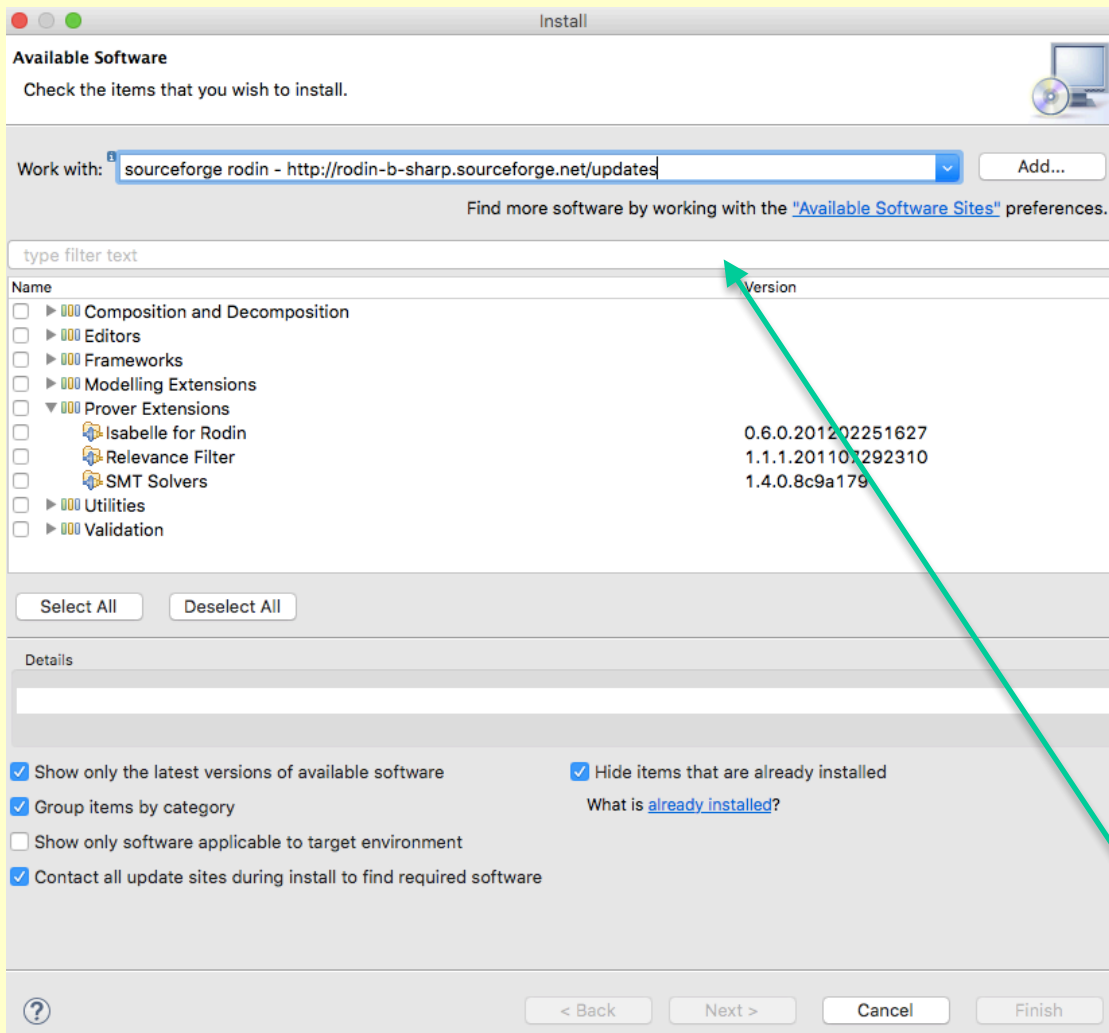 Install
Available Software
Check the items that you wish to install.
Work with: sourceforge rodin - http://rodin-b-sharp.sourceforge.net/updates Add...
Find more software by working with the "Available Software Sites" preferences.
type filter text
Name Version
Composition and Decomposition
Editors
Frameworks
Modelling Extensions
Prover Extensions
Isabelle for Rodin 0.6.0.201202251627
Relevance Filter 1.1.1.201107292310
SMT Solvers 1.4.0.8c9a179
Utilities
Validation
Select All Deselect All
Details
Show only the latest versions of available software Hide items that are already installed
Group items by category What is already installed?
Show only software applicable to target environment
Contact all update sites during install to find required software
? < Back Next > Cancel Finish